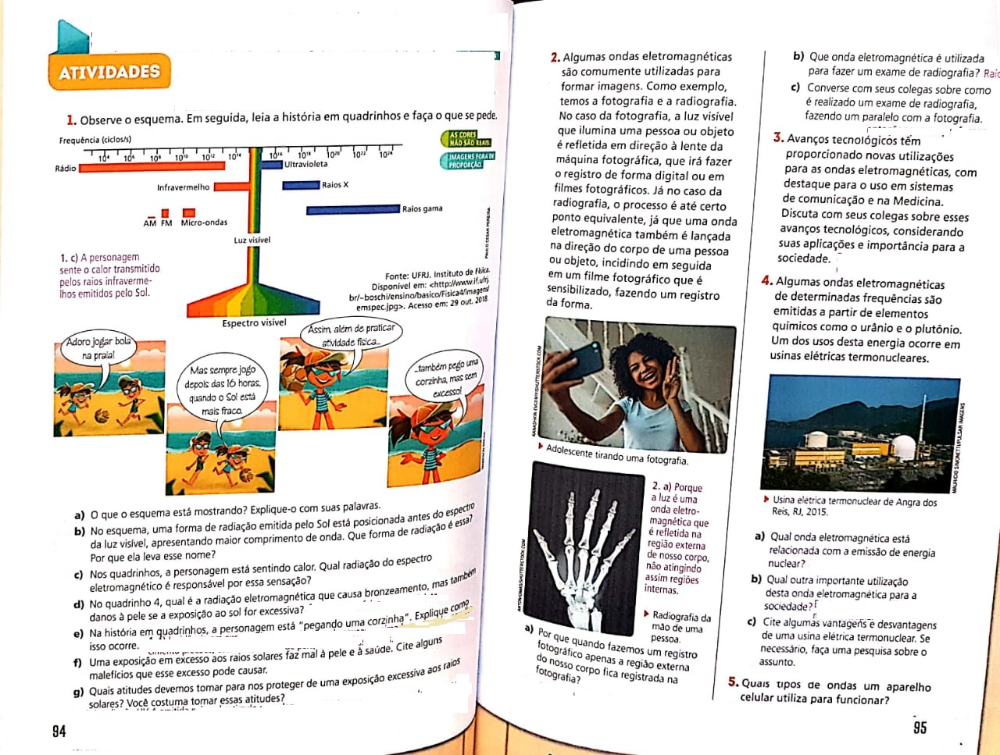 ATIVIDADES
1. Observe o esquema. Em seguida, leia a história em quadrinhos e faça o que se pede.
Frequência (ciclos/s)
AS CORES
NÃO SÃO REAIS.
IMAGENS FORA DE
PROPORÇÃO.
10⁴ 10⁶ 10⁸ 10¹⁰ 10¹² 10¹⁴ 10¹⁶ 10¹⁸ 10²⁰ 10²² 10²⁴
Rádio
Ultravioleta
Infravermelho
Raios X
Raios gama
AM FM Micro-ondas
Luz visível
PAULO CESAR PEREIRA
1. c) A personagem
sente o calor transmitido
pelos raios infraverme-
lhos emitidos pelo Sol.
Fonte: UFRJ. Instituto de Física.
Disponível em: <http://www.if.ufrj.
br/~boschi/ensino/basico/Fisica4/imagens/
emspec.jpg>. Acesso em: 29 out. 2018.
Espectro visível
Adoro jogar bola
na praia!
Mas sempre jogo
depois das 16 horas,
quando o Sol está
mais fraco.
Assim, além de praticar
atividade física...
...também pego uma
corzinha, mas sem
excesso!
a) O que o esquema está mostrando? Explique-o com suas palavras.
b) No esquema, uma forma de radiação emitida pelo Sol está posicionada antes do espectro
da luz visível, apresentando maior comprimento de onda. Que forma de radiação é essa?
Por que ela leva esse nome?
c) Nos quadrinhos, a personagem está sentindo calor. Qual radiação do espectro
eletromagnético é responsável por essa sensação?
d) No quadrinho 4, qual é a radiação eletromagnética que causa bronzeamento, mas também
danos à pele se a exposição ao sol for excessiva?
e) Na história em quadrinhos, a personagem está "pegando uma corzinha". Explique como
isso ocorre.
f) Uma exposição em excesso aos raios solares faz mal à pele e à saúde. Cite alguns
malefícios que esse excesso pode causar.
g) Quais atitudes devemos tomar para nos proteger de uma exposição excessiva aos raios
solares? Você costuma tomar essas atitudes?
94
2. Algumas ondas eletromagnéticas
são comumente utilizadas para
formar imagens. Como exemplo,
temos a fotografia e a radiografia.
No caso da fotografia, a luz visível
que ilumina uma pessoa ou objeto
é refletida em direção à lente da
máquina fotográfica, que irá fazer
o registro de forma digital ou em
filmes fotográficos. Já no caso da
radiografia, o processo é até certo
ponto equivalente, já que uma onda
eletromagnética também é lançada
na direção do corpo de uma pessoa
ou objeto, incidindo em seguida
em um filme fotográfico que é
sensibilizado, fazendo um registro
da forma.
Adolescente tirando uma fotografia.
2. a) Porque
a luz é uma
onda eletro-
magnética que
é refletida na
região externa
de nosso corpo,
não atingindo
assim regiões
internas.
Radiografia da
mão de uma
pessoa.
a) Por que quando fazemos um registro
fotográfico apenas a região externa
do nosso corpo fica registrada na
fotografia?
b) Que onda eletromagnética é utilizada
para fazer um exame de radiografia? Raio
c) Converse com seus colegas sobre como
é realizado um exame de radiografia,
fazendo um paralelo com a fotografia.
3. Avanços tecnológicos têm
proporcionado novas utilizações
para as ondas eletromagnéticas, com
destaque para o uso em sistemas
de comunicação e na Medicina.
Discuta com seus colegas sobre esses
avanços tecnológicos, considerando
suas aplicações e importância para a
sociedade.
4. Algumas ondas eletromagnéticas
de determinadas frequências são
emitidas a partir de elementos
químicos como o urânio e o plutônio.
Um dos usos desta energia ocorre em
usinas elétricas termonucleares.
MAURICIO SIMONETTI/PULSAR IMAGENS
Usina elétrica termonuclear de Angra dos
Reis, RJ, 2015.
a) Qual onda eletromagnética está
relacionada com a emissão de energia
nuclear?
b) Qual outra importante utilização
desta onda eletromagnética para a
sociedade?
c) Cite algumas vantagens e desvantagens
de uma usina elétrica termonuclear. Se
necessário, faça uma pesquisa sobre o
assunto.
5. Quais tipos de ondas um aparelho
celular utiliza para funcionar?
95